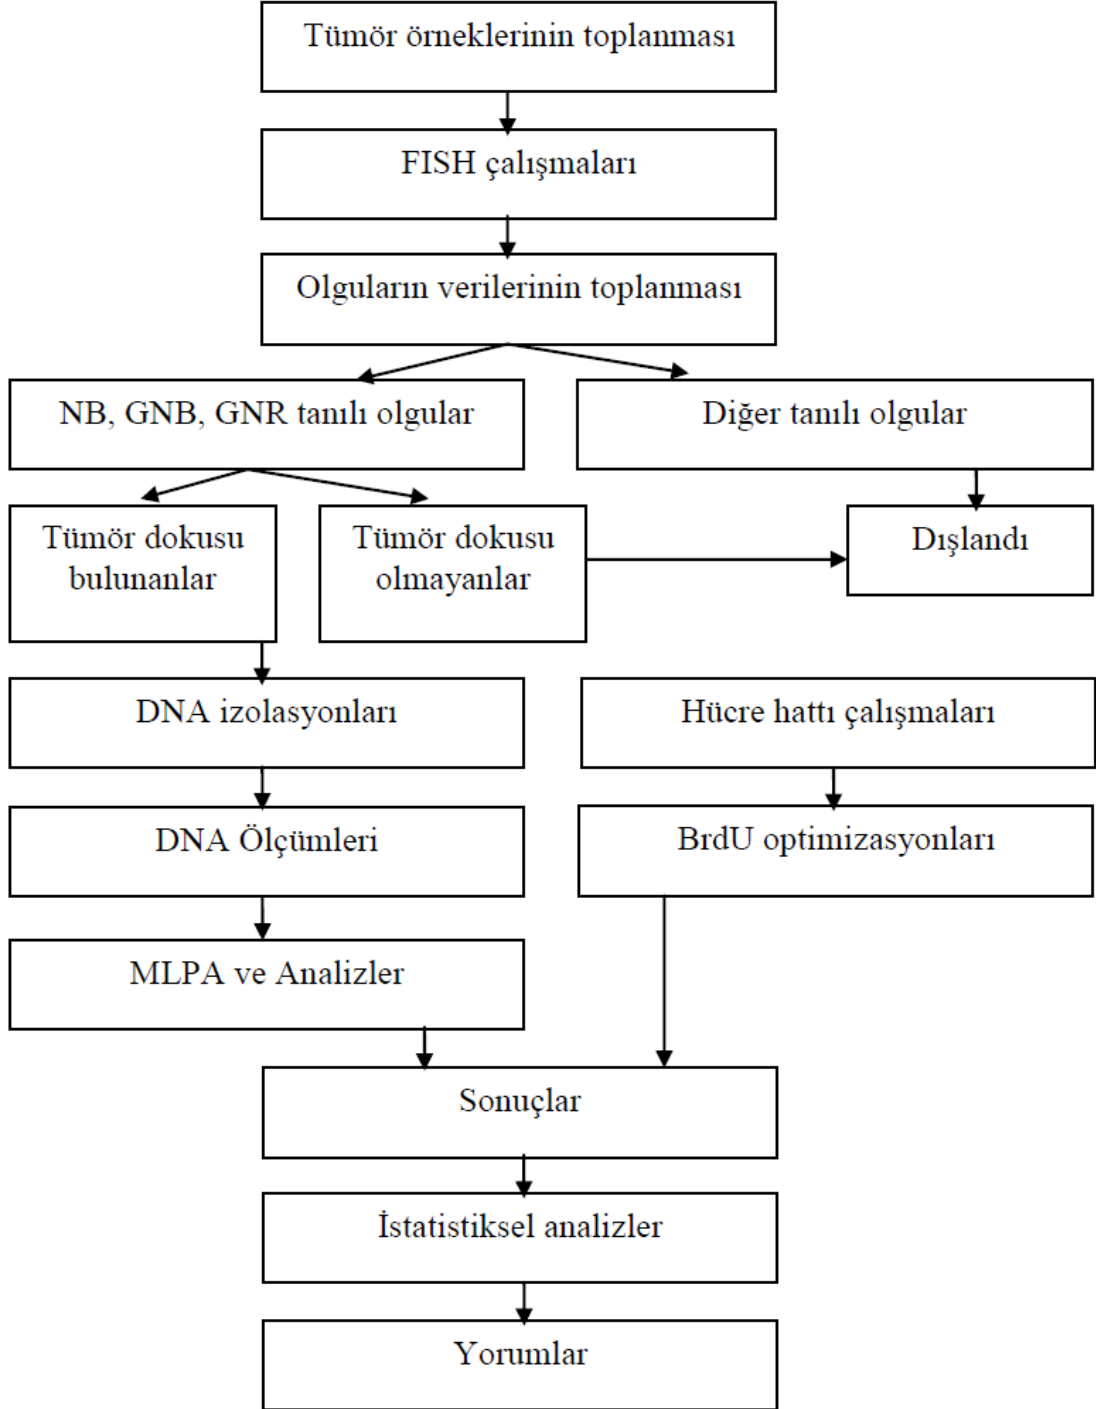 Tümör örneklerinin toplanması
FISH çalışmaları
Olguların verilerinin toplanması
NB, GNB, GNR tanılı olgular
Diğer tanılı olgular
Tümör dokusu
bulunanlar
Tümör dokusu
olmayanlar
Dışlandı
DNA izolasyonları
Hücre hattı çalışmaları
DNA Ölçümleri
BrdU optimizasyonları
MLPA ve Analizler
Sonuçlar
İstatistiksel analizler
Yorumlar